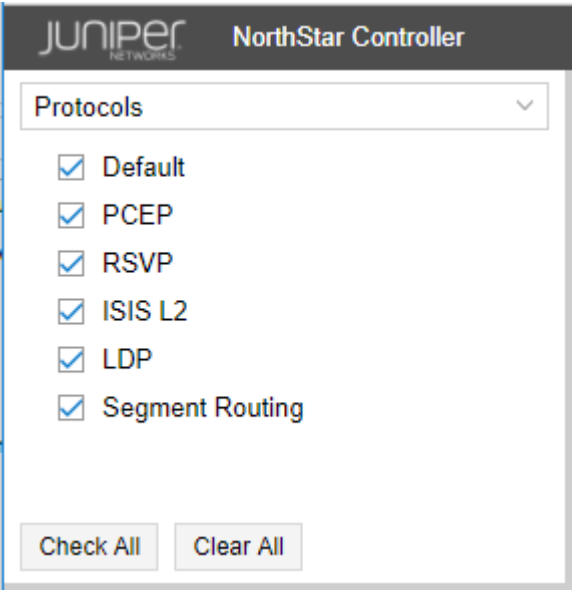 JUNIPER
NETWORKS
NorthStar Controller
Protocols
Default
PCEP
RSVP
ISIS L2
LDP
Segment Routing
Check All Clear All